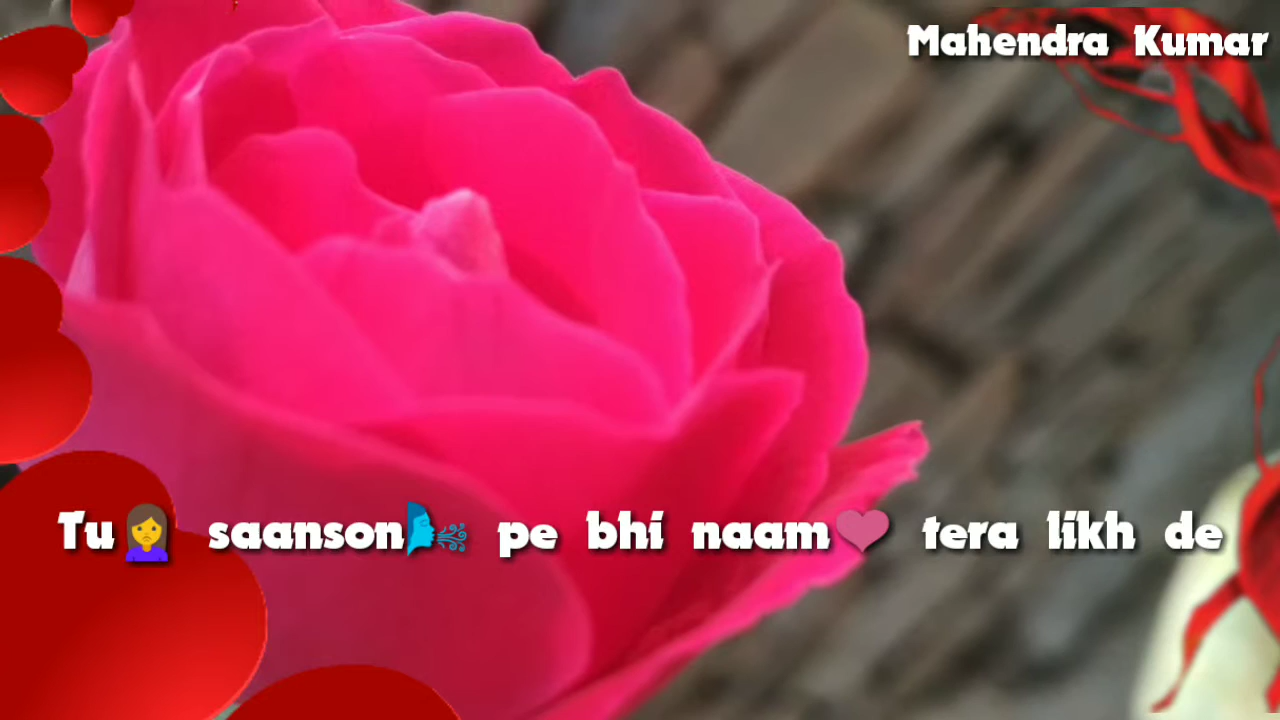 Mahendra Kumar
Tu🙍‍♀️ saanson🌬️ pe bhi naam❤️ tera likh de